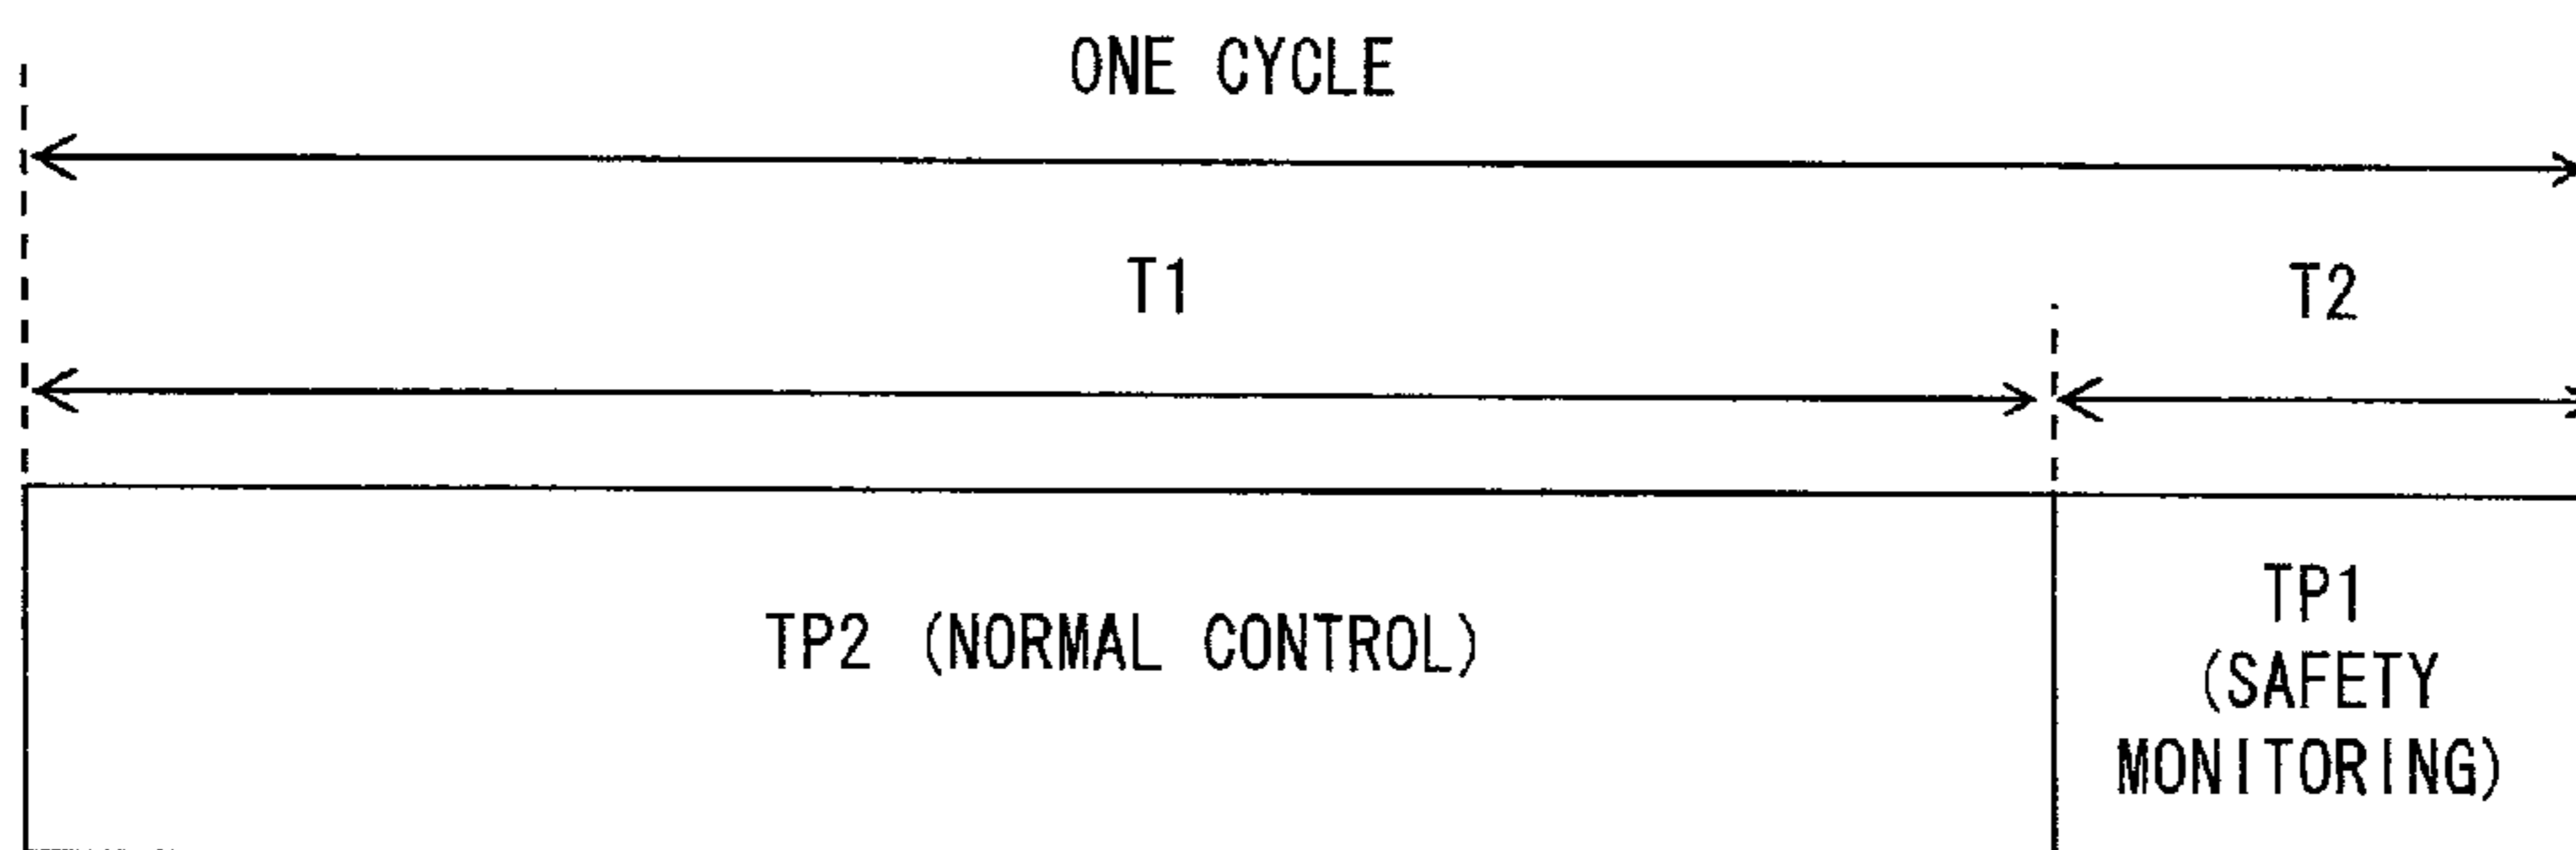 ONE CYCLE
T1
T2
TP2 (NORMAL CONTROL)
TP1
(SAFETY
MONITORING)